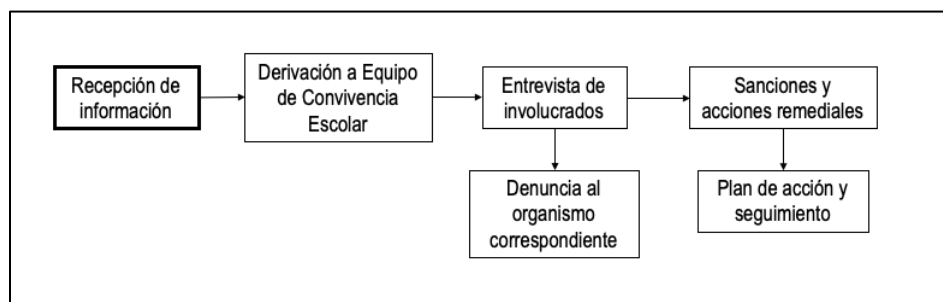 Recepción de
información
Derivación a Equipo
de Convivencia
Escolar
Entrevista de
involucrados
Sanciones y
acciones remediales
Denuncia al
organismo
correspondiente
Plan de acción y
seguimiento